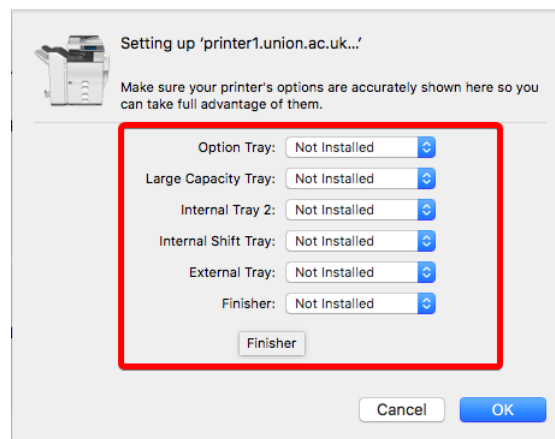 Setting up 'printer1.union.ac.uk...'
Make sure your printer's options are accurately shown here so you
can take full advantage of them.
Option Tray: Not Installed
Large Capacity Tray: Not Installed
Internal Tray 2: Not Installed
Internal Shift Tray: Not Installed
External Tray: Not Installed
Finisher: Not Installed
Finisher
Cancel OK